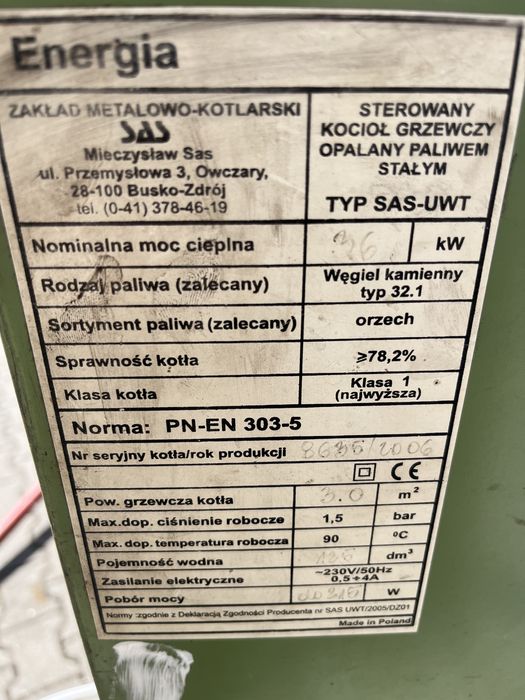 Energia
ZAKŁAD METALOWO-KOTLARSKI
SAS
Mieczysław Sas
ul. Przemysłowa 3, Owczary,
28-100 Busko-Zdrój
tel. (0-41) 378-46-19
STEROWANY
KOCIOŁ GRZEWCZY
OPALANY PALIWEM
STAŁYM
TYP SAS-UWT
Nominalna moc cieplna 36 kW
Rodzaj paliwa (zalecany) Węgiel kamienny
typ 32.1
Sortyment paliwa (zalecany) orzech
Sprawność kotła ≥78,2%
Klasa kotła Klasa 1
(najwyższa)
Norma: PN-EN 303-5
Nr seryjny kotła/rok produkcji 8635/2006
CE
Pow. grzewcza kotła 3.0 m²
Max.dop. ciśnienie robocze 1,5 bar
Max. dop. temperatura robocza 90 ºC
Pojemność wodna dm³
Zasilanie elektryczne ~230V/50Hz
0,5÷4A
Pobór mocy W
Normy :zgodnie z Deklaracją Zgodności Producenta nr SAS UWT/2005/DZ01
Made in Poland